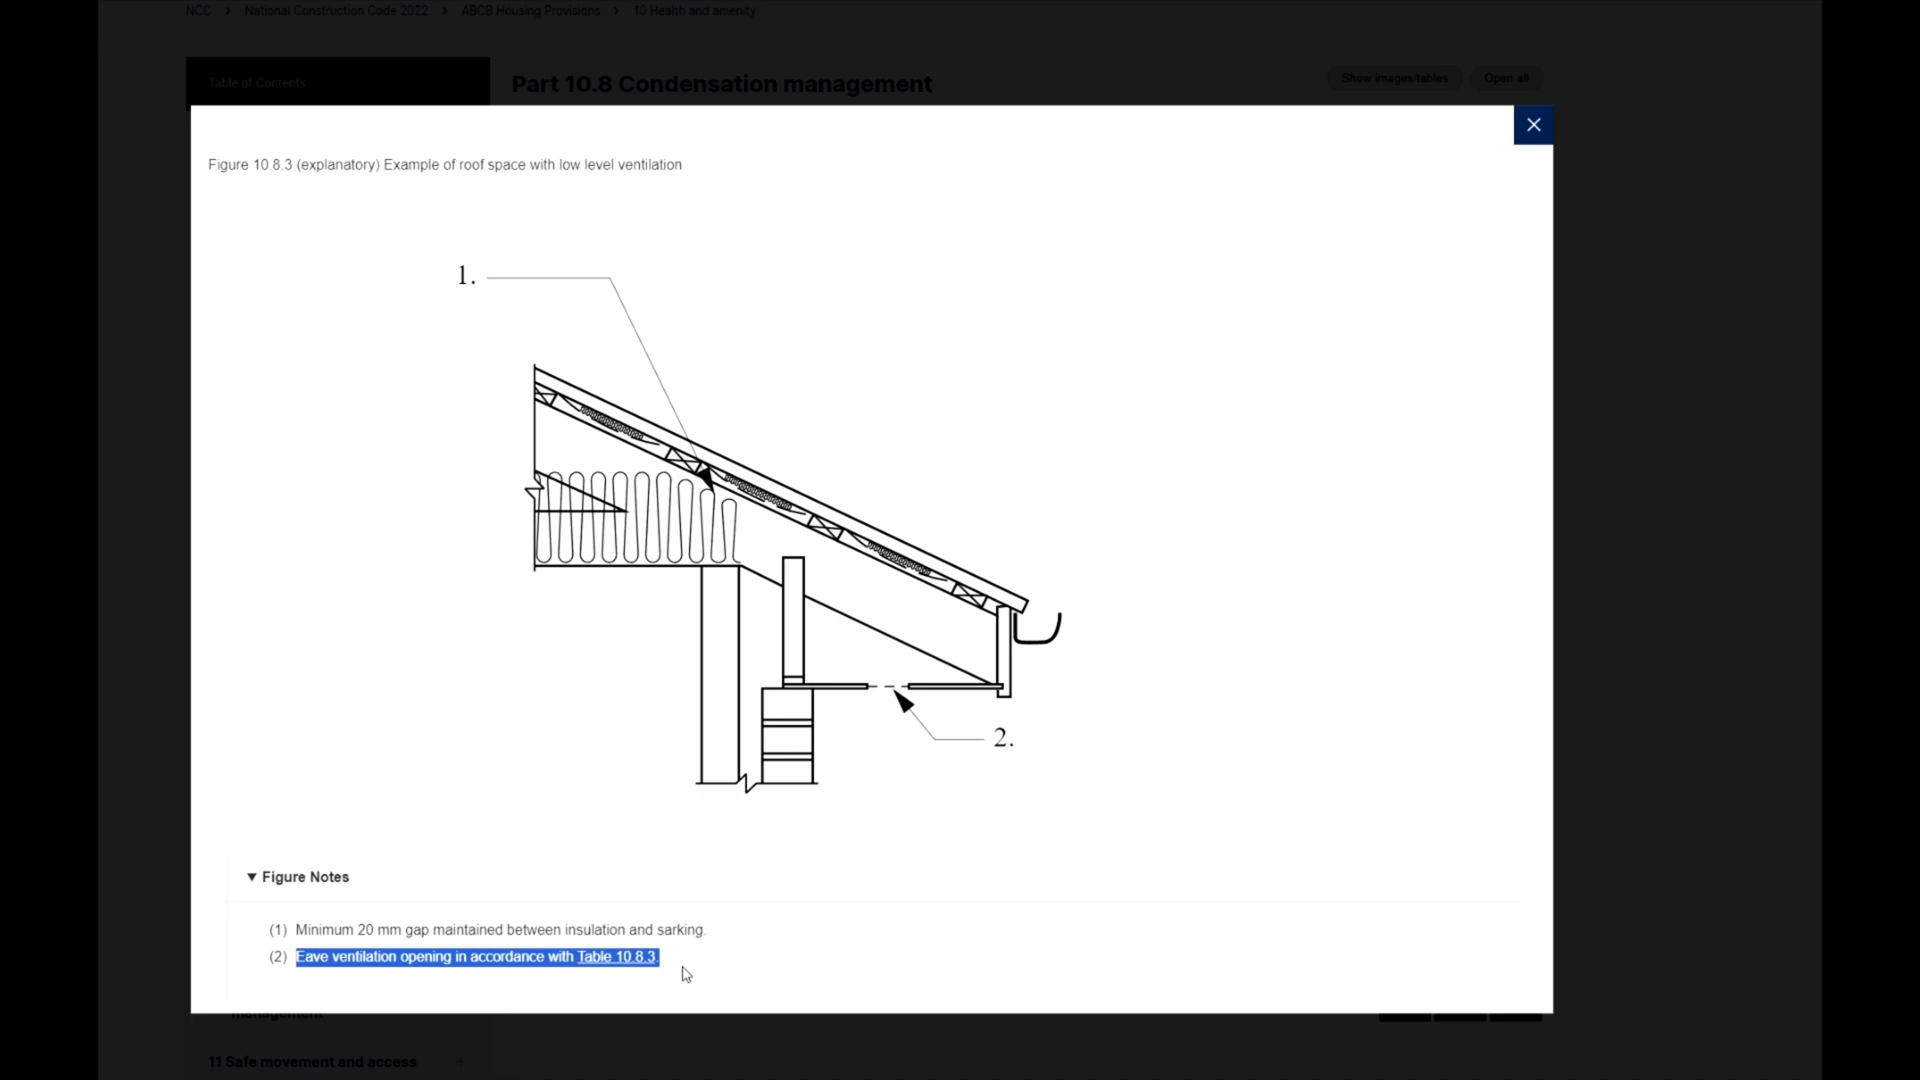 NCC > National Construction Code 2022 > ABCB Housing Provisions > 10 Health and amenity
Table of Contents
Part 10.8 Condensation management
Show images/tables
Open all
Figure 10.8.3 (explanatory) Example of roof space with low level ventilation
1.
2.
▼ Figure Notes
(1) Minimum 20 mm gap maintained between insulation and sarking.
(2) Eave ventilation opening in accordance with Table 10.8.3.
management
11 Safe movement and access +